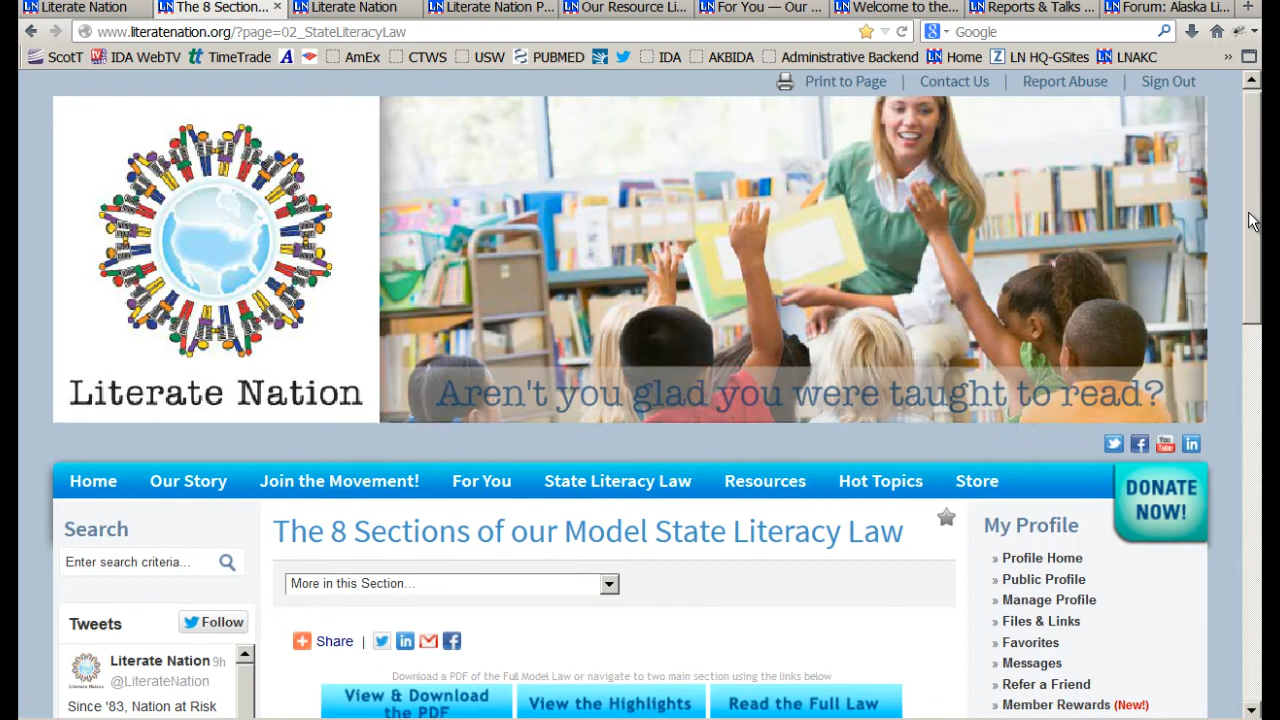 Literate Nation
The 8 Section... ×
Literate Nation
Literate Nation P...
Our Resource Li...
For You — Our ...
Welcome to the...
Reports & Talks ...
Forum: Alaska Li...
www.literatenation.org/?page=02_StateLiteracyLaw
Google
ScotT
IDA WebTV
TimeTrade
AmEx
CTWS
USW
PUBMED
IDA
AKBIDA
Administrative Backend
Home
LN HQ-GSites
LNAKC
Print to Page | Contact Us | Report Abuse | Sign Out
Literate Nation
Aren't you glad you were taught to read?
Home
Our Story
Join the Movement!
For You
State Literacy Law
Resources
Hot Topics
Store
DONATE
NOW!
Search
Enter search criteria...
Tweets
Follow
Literate Nation 9h
@LiterateNation
Since '83, Nation at Risk
The 8 Sections of our Model State Literacy Law
More in this Section...
Share |
Download a PDF of the Full Model Law or navigate to two main section using the links below
View & Download
the PDF
View the Highlights
Read the Full Law
My Profile
» Profile Home
» Public Profile
» Manage Profile
» Files & Links
» Favorites
» Messages
» Refer a Friend
» Member Rewards (New!)